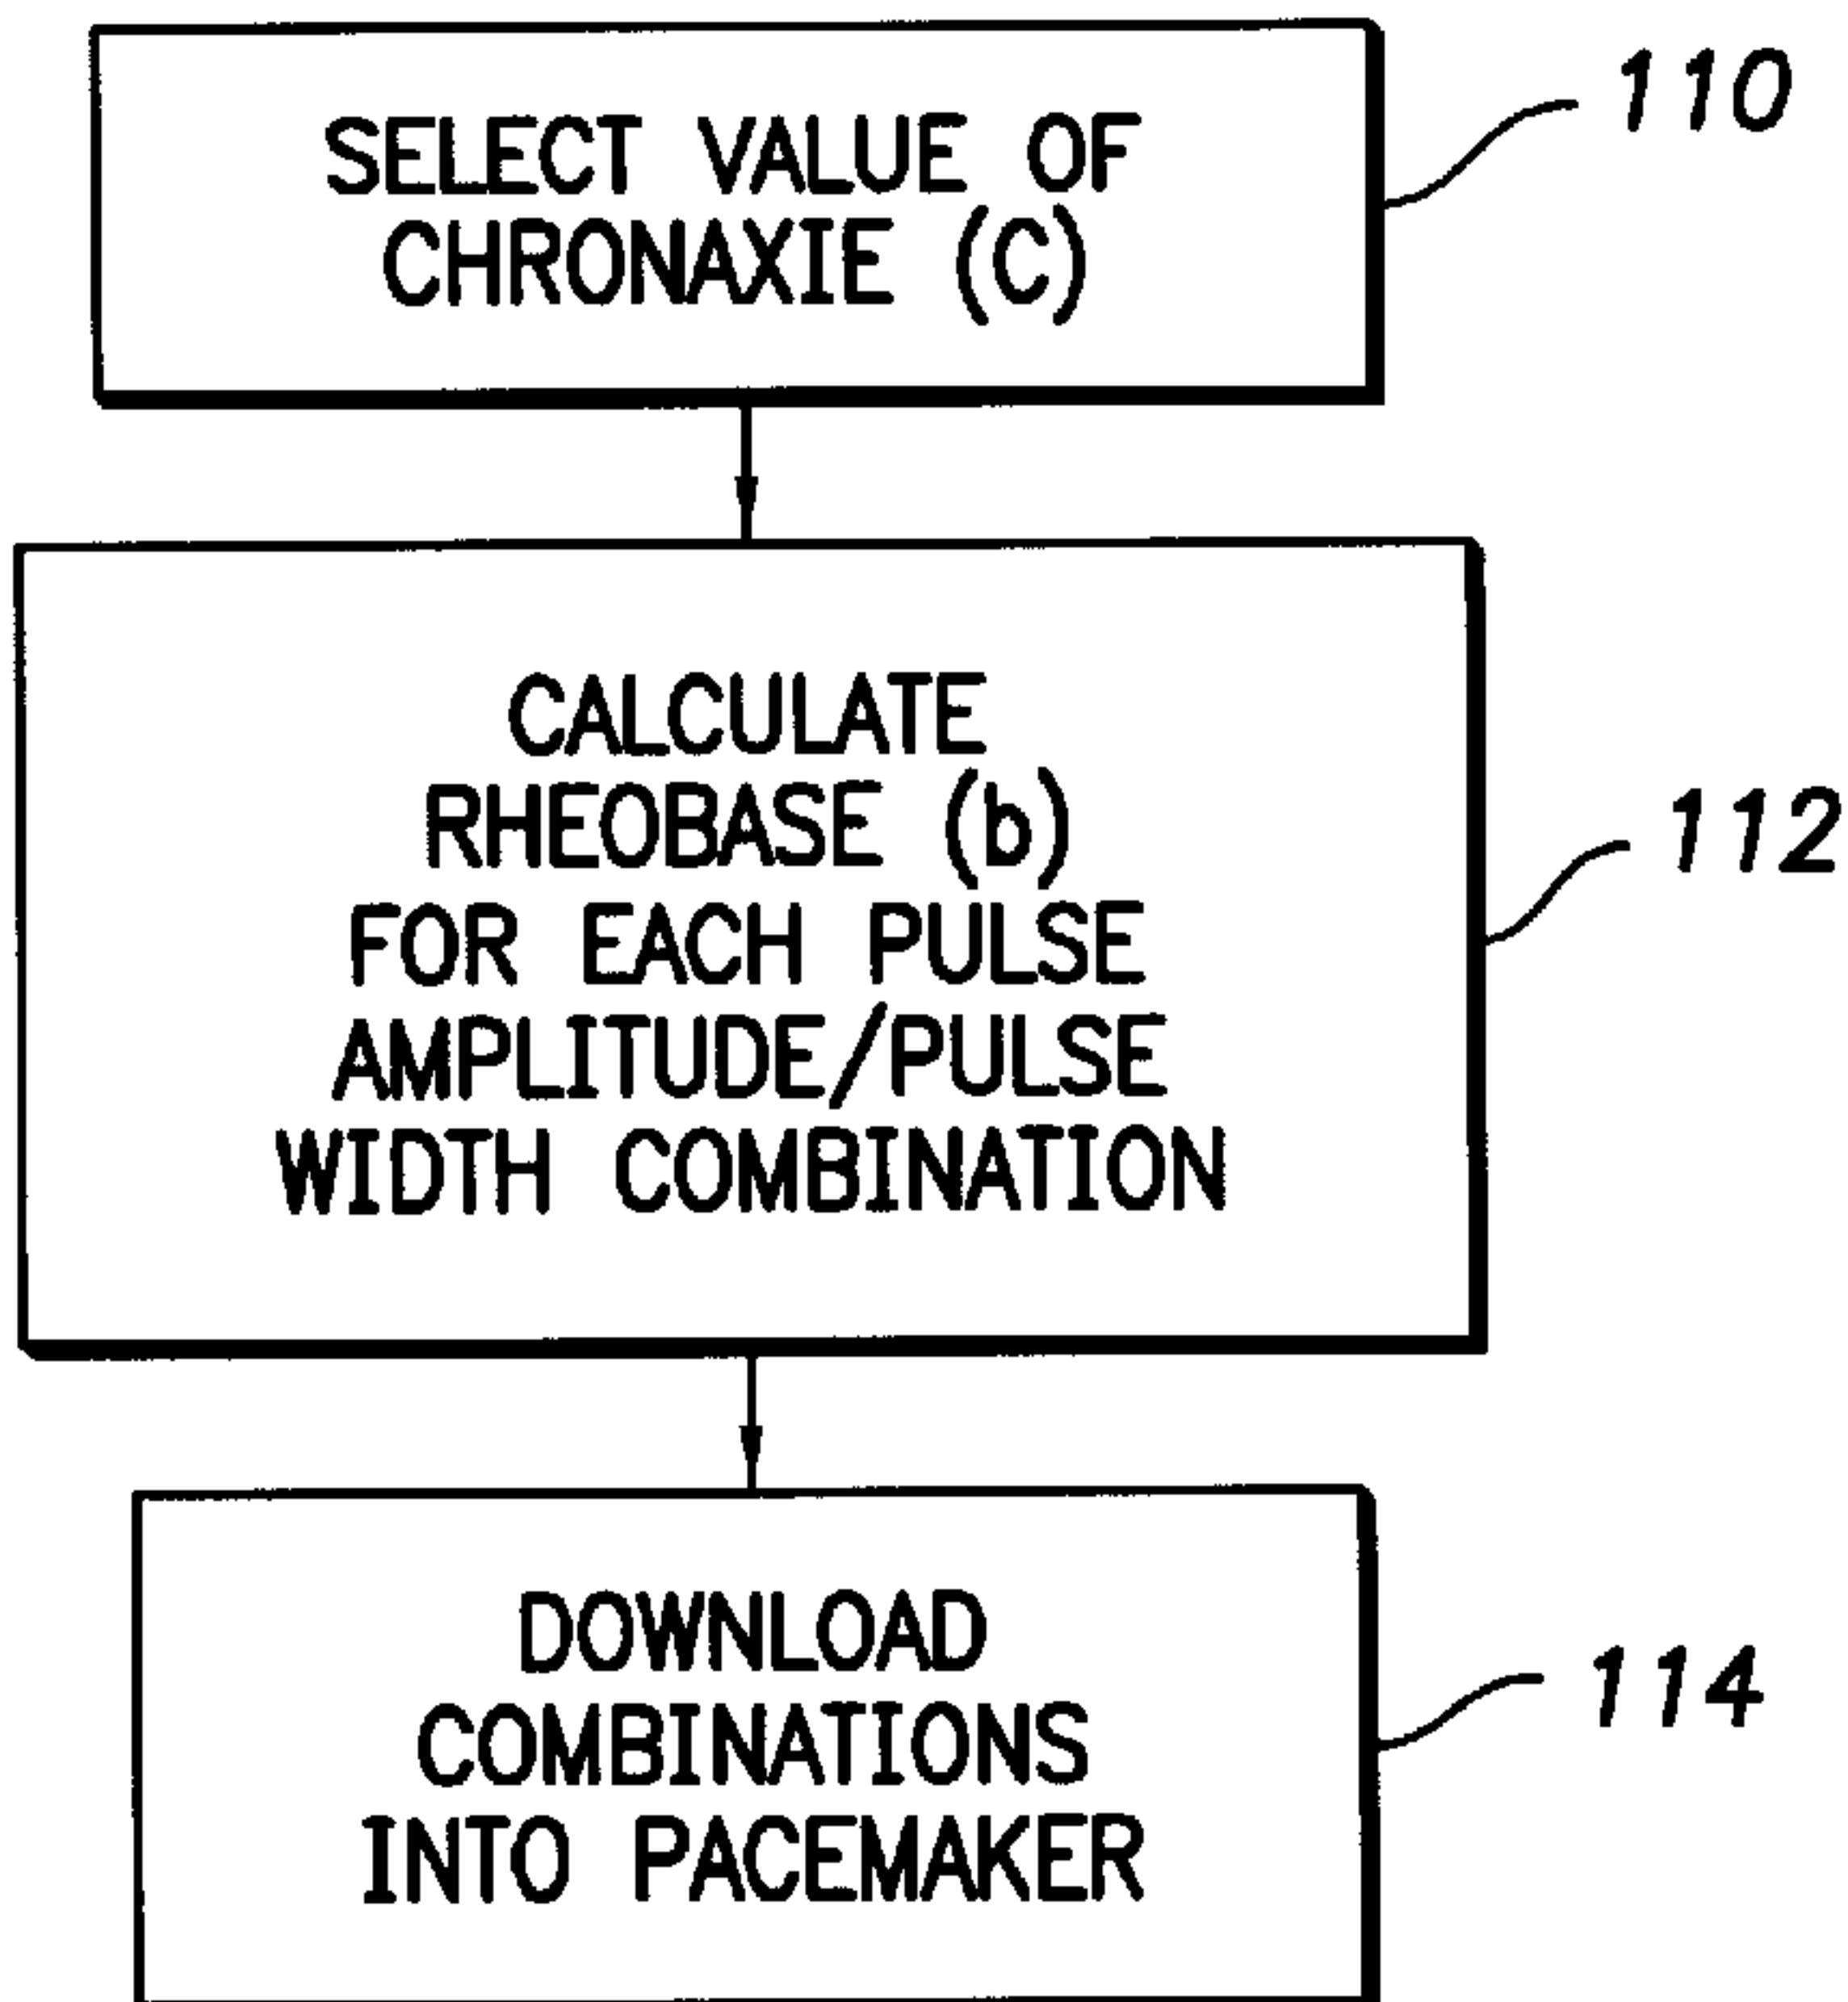 SELECT VALUE OF
CHRONAXIE (C)
110
CALCULATE
RHEOBASE (b)
FOR EACH PULSE
AMPLITUDE/PULSE
WIDTH COMBINATION
112
DOWNLOAD
COMBINATIONS
INTO PACEMAKER
114